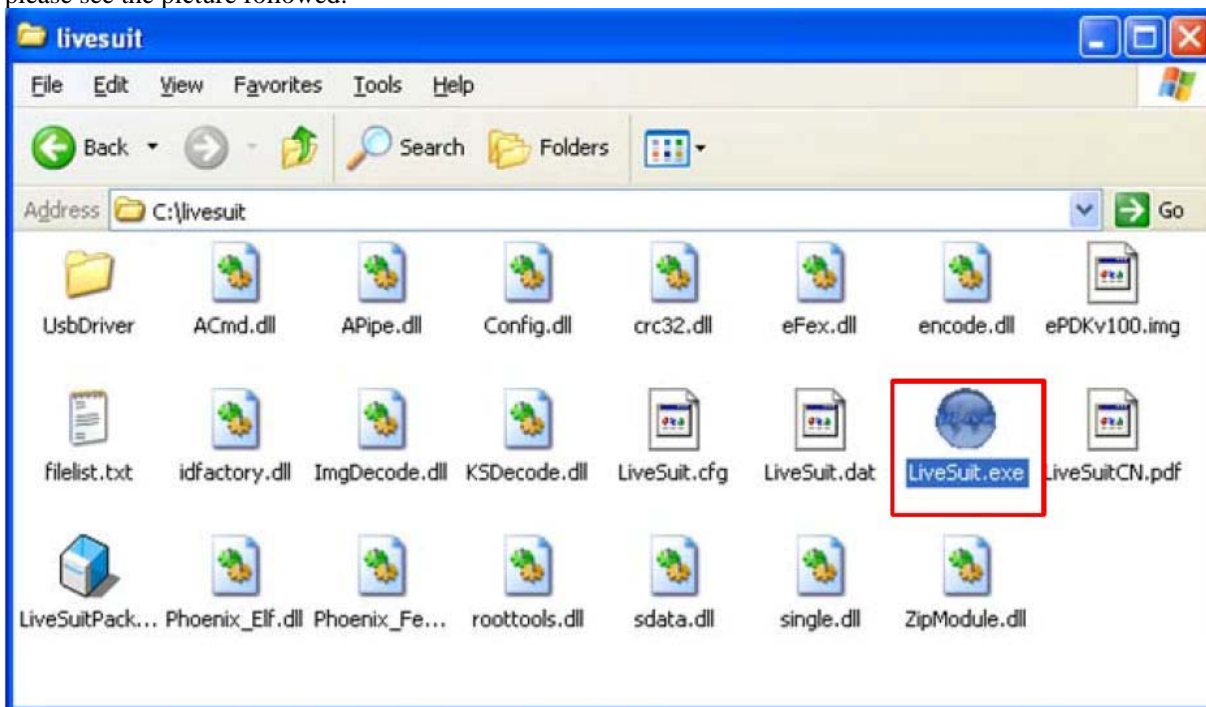 please see the picture followed.
livesuit
File Edit View Favorites Tools Help
Back Search Folders
Address C:\livesuit Go
UsbDriver ACmd.dll APipe.dll Config.dll crc32.dll eFex.dll encode.dll ePDKv100.img
filelist.txt idfactory.dll ImgDecode.dll KSDecode.dll LiveSuit.cfg LiveSuit.dat LiveSuit.exe LiveSuitCN.pdf
LiveSuitPack... Phoenix_Elf.dll Phoenix_Fe... roottools.dll sdata.dll single.dll ZipModule.dll